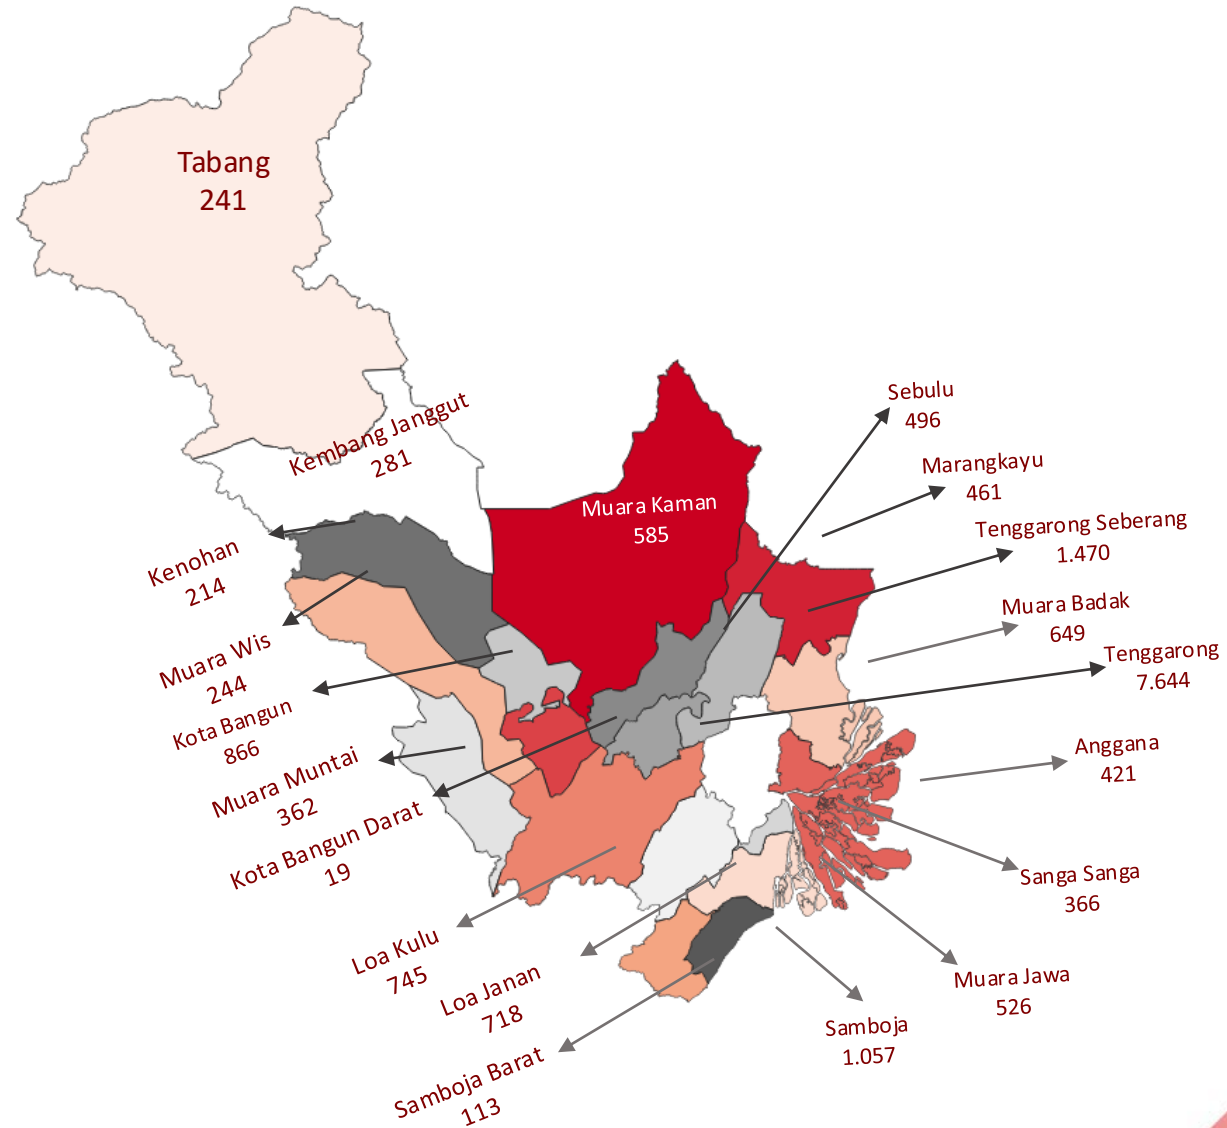 Tabang
241
Kembang Janggut
281
Muara Kaman
585
Sebulu
496
Marangkayu
461
Tenggarong Seberang
1.470
Muara Badak
649
Tenggarong
7.644
Anggana
421
Sanga Sanga
366
Muara Jawa
526
Samboja
1.057
Kenohan
214
Muara Wis
244
Kota Bangun
866
Muara Muntai
362
Kota Bangun Darat
19
Loa Kulu
745
Loa Janan
718
Samboja Barat
113